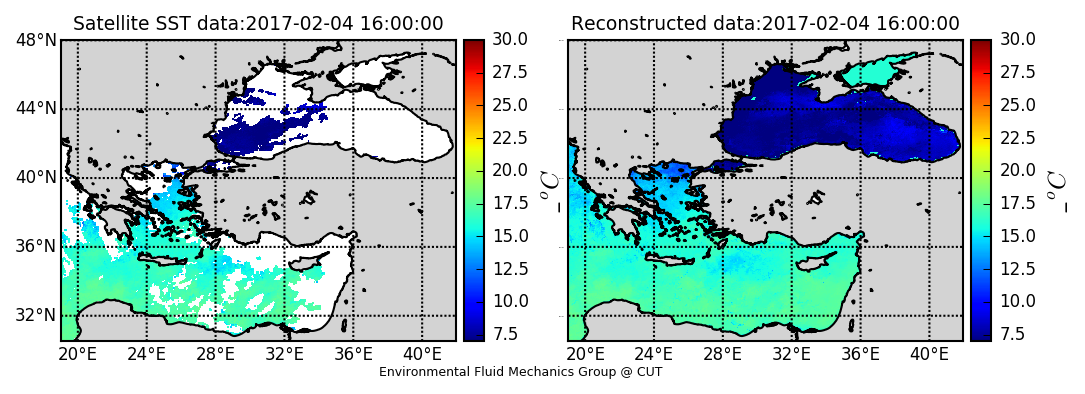 Satellite SST data:2017-02-04 16:00:00
48°N
44°N
40°N
36°N
32°N
20°E 24°E 28°E 32°E 36°E 40°E
30.0
27.5
25.0
22.5
20.0
17.5
15.0
12.5
10.0
7.5
_°C
Reconstructed data:2017-02-04 16:00:00
20°E 24°E 28°E 32°E 36°E 40°E
30.0
27.5
25.0
22.5
20.0
17.5
15.0
12.5
10.0
7.5
_°C
Environmental Fluid Mechanics Group @ CUT